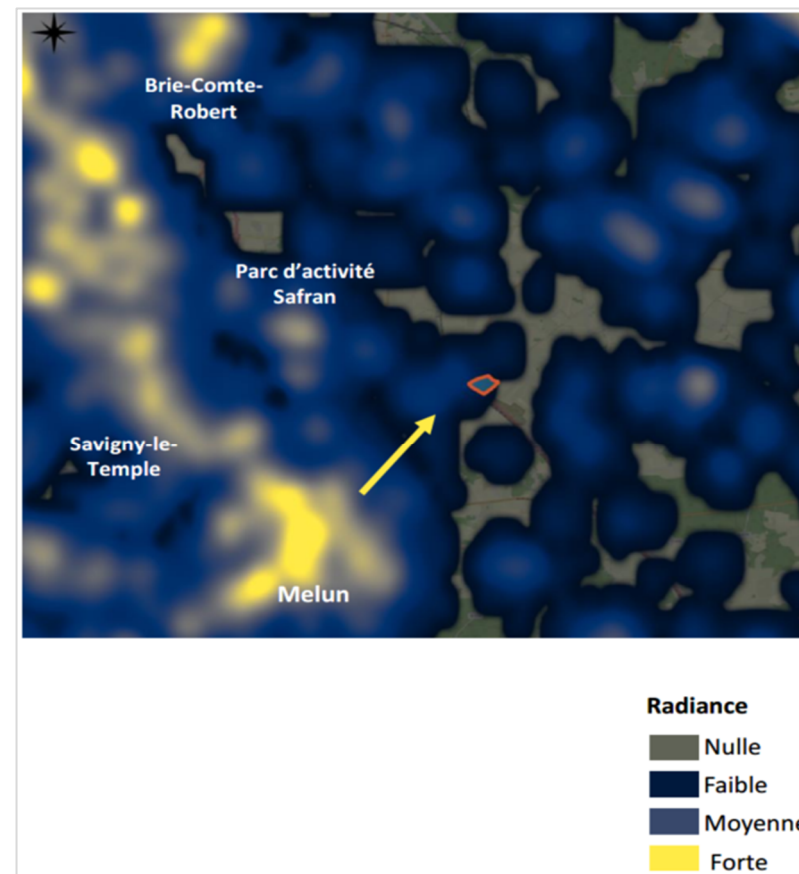 Brie-Comte-
Robert
Parc d'activité
Safran
Savigny-le-
Temple
Melun
Radiance
Nulle
Faible
Moyenne
Forte